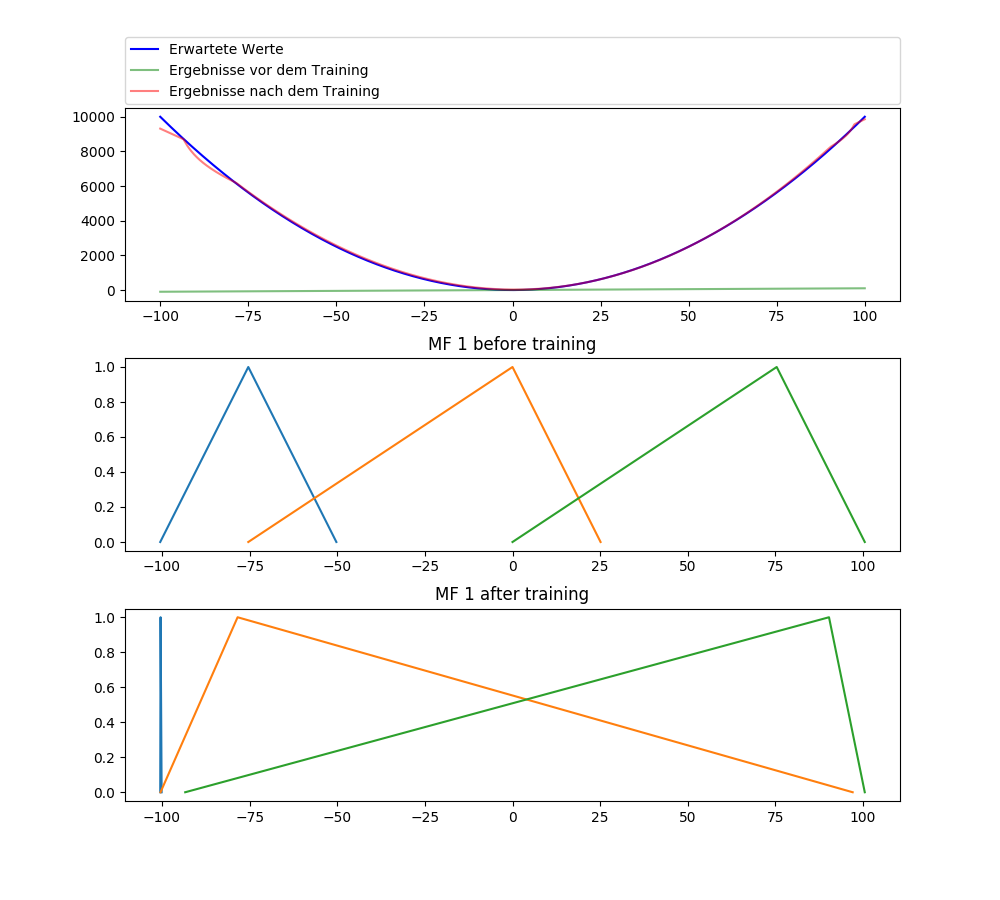 Erwartete Werte
Ergebnisse vor dem Training
Ergebnisse nach dem Training
10000
8000
6000
4000
2000
0
−100 −75 −50 −25 0 25 50 75 100
MF 1 before training
1.0
0.8
0.6
0.4
0.2
0.0
−100 −75 −50 −25 0 25 50 75 100
MF 1 after training
1.0
0.8
0.6
0.4
0.2
0.0
−100 −75 −50 −25 0 25 50 75 100